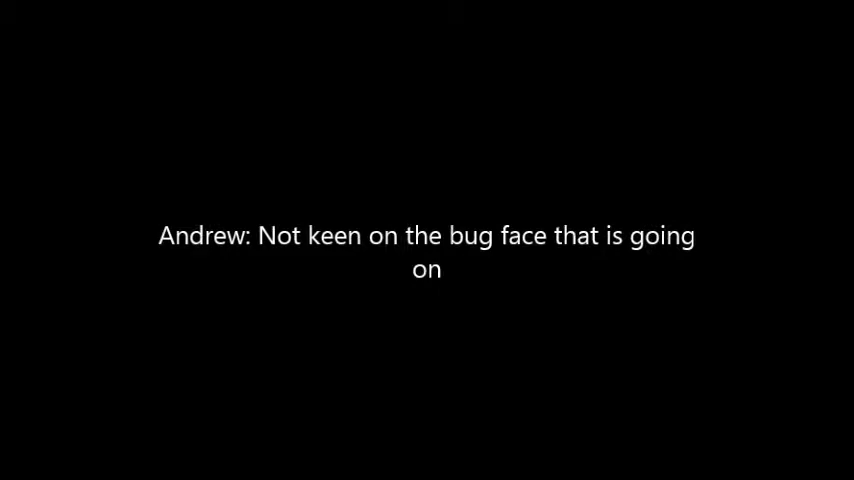 Andrew: Not keen on the bug face that is going
on